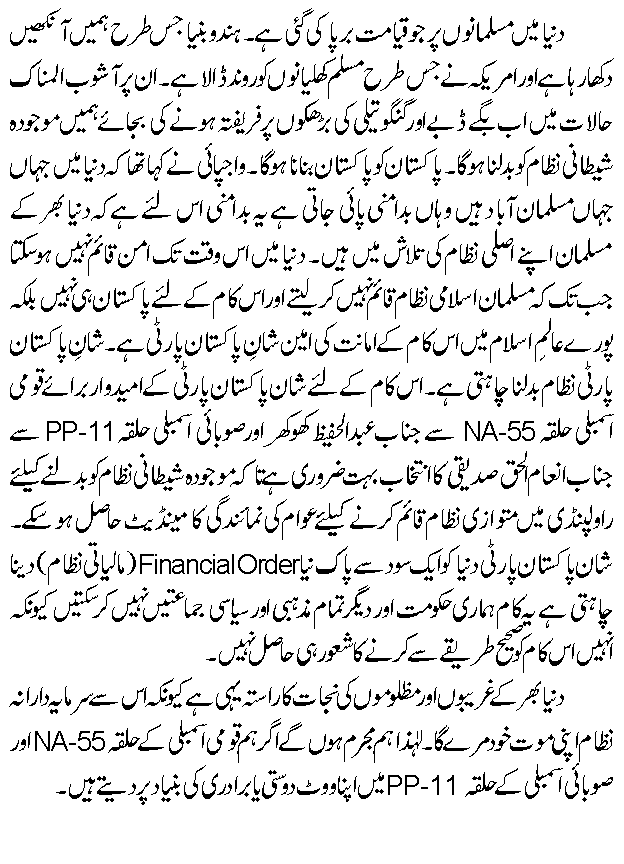 دنیا میں مسلمانوں پر جو قیامت برپا کی گئی ہے۔ ہندو بنیا جس طرح ہمیں آنکھیں
دکھا رہا ہے اور امریکہ نے جس طرح مسلم کھلیانوں کو روند ڈالا ہے۔ ان پر آشوب المناک
حالات میں اب بگے ڈبے اور گنگو تیلی کی بڑھکوں پر فریفتہ ہونے کی بجائے ہمیں موجودہ
شیطانی نظام کو بدلنا ہوگا۔ پاکستان کو پاکستان بنانا ہوگا۔ واجپائی نے کہا تھا کہ دنیا میں جہاں
جہاں مسلمان آباد ہیں وہاں بدامنی پائی جاتی ہے یہ بدامنی اس لئے ہے کہ دنیا بھر کے
مسلمان اپنے اصلی نظام کی تلاش میں ہیں۔ دنیا میں اس وقت تک امن قائم نہیں ہوسکتا
جب تک کہ مسلمان اسلامی نظام قائم نہیں کر لیتے اور اس کام کے لئے پاکستان ہی نہیں بلکہ
پورے عالمِ اسلام میں اس کام کے امانت کی امین شانِ پاکستان پارٹی ہے۔ شانِ پاکستان
پارٹی نظام بدلنا چاہتی ہے۔ اس کام کے لئے شان پاکستان پارٹی کے امیدوار برائے قومی
اسمبلی حلقہ NA-55 سے جناب عبدالحفیظ کھوکھر اور صوبائی اسمبلی حلقہ PP-11 سے
جناب انعام الحق صدیقی کا انتخاب بہت ضروری ہے تا کہ موجودہ شیطانی نظام کو بدلنے کیلئے
راولپنڈی میں متوازی نظام قائم کرنے کیلئے عوام کی نمائندگی کا مینڈیٹ حاصل ہو سکے۔
شان پاکستان پارٹی دنیا کو ایک سود سے پاک نیا Financial Order (مالیاتی نظام) دینا
چاہتی ہے یہ کام ہماری حکومت اور دیگر تمام مذہبی اور سیاسی جماعتیں نہیں کر سکتیں کیونکہ
انہیں اس کام کو صحیح طریقے سے کرنے کا شعور ہی حاصل نہیں۔
دنیا بھر کے غریبوں اور مظلوموں کی نجات کا راستہ یہی ہے کیونکہ اس سے سرمایہ دارانہ
نظام اپنی موت خود مرے گا۔ لہٰذا ہم مجرم ہوں گے اگر ہم قومی اسمبلی کے حلقہ NA-55 اور
صوبائی اسمبلی کے حلقہ PP-11 میں اپنا ووٹ دوستی یا برادری کی بنیاد پر دیتے ہیں۔